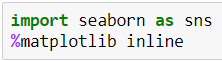 import seaborn as sns
%matplotlib inline